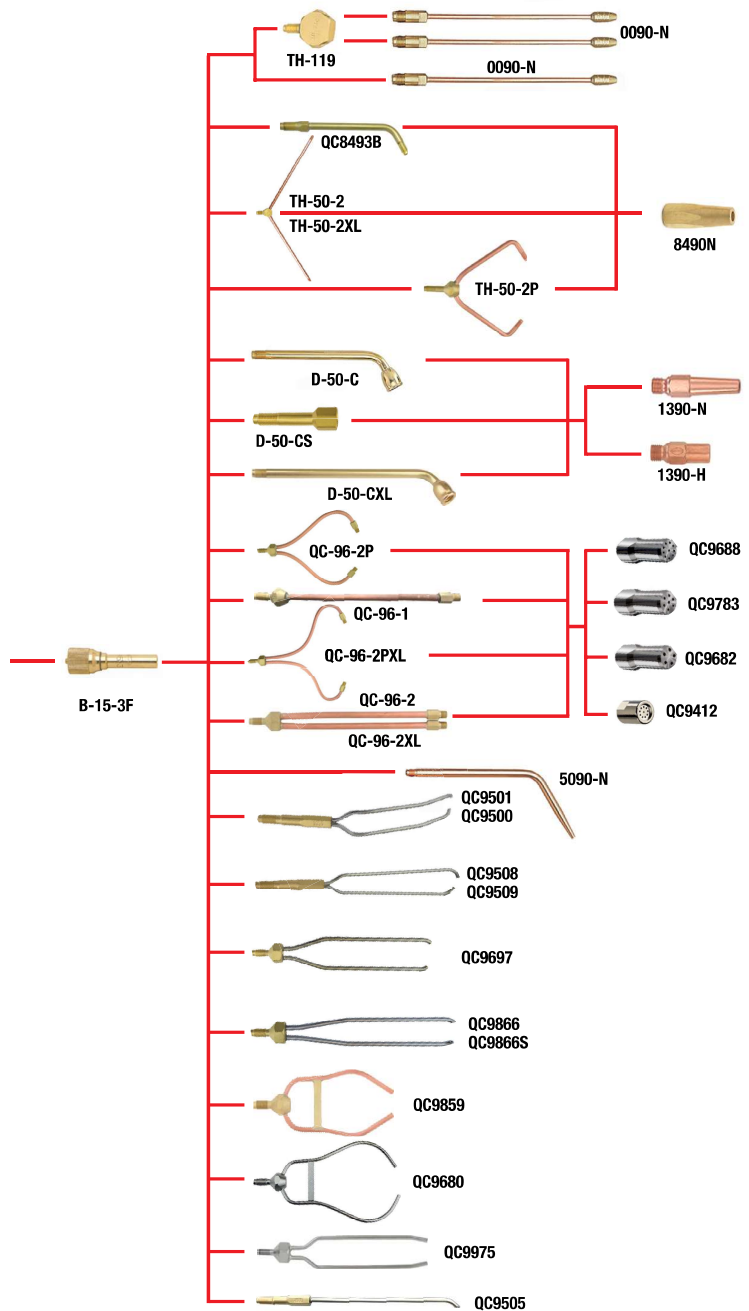 0090-N
TH-119
0090-N
QC8493B
TH-50-2
TH-50-2XL
8490N
TH-50-2P
D-50-C
1390-N
D-50-CS
1390-H
D-50-CXL
QC-96-2P
QC9688
QC-96-1
QC9783
QC-96-2PXL
QC9682
QC-96-2
B-15-3F
QC9412
QC-96-2XL
5090-N
QC9501
QC9500
QC9508
QC9509
QC9697
QC9866
QC9866S
QC9859
QC9680
QC9975
QC9505